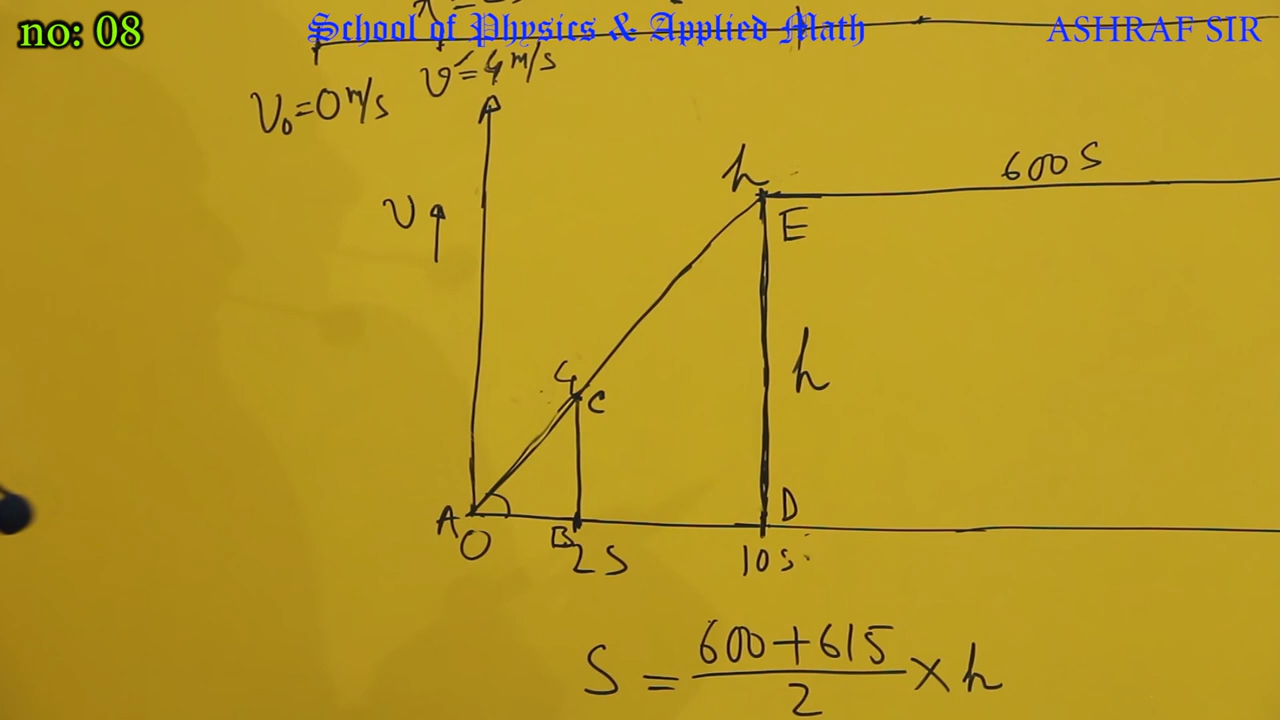 no: 08
School of Physics & Applied Math
ASHRAF SIR
V₀=0 m/s
v′=4 m/s
v
h
600 S
E
4
C
h
A
O
B
2 S
D
10 s
S = (600+615)/2 × h